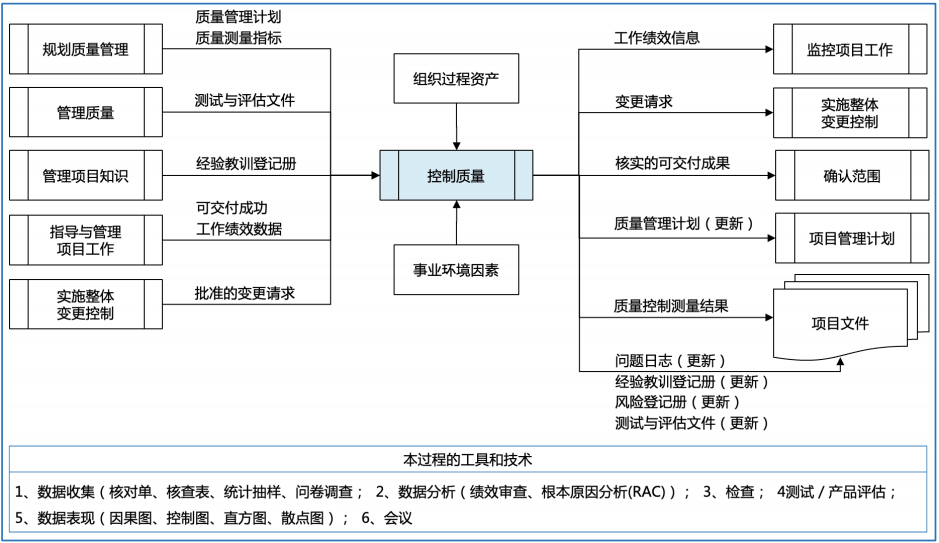 规划质量管理
质量管理计划
质量测量指标
管理质量
测试与评估文件
管理项目知识
经验教训登记册
指导与管理
项目工作
可交付成功
工作绩效数据
实施整体
变更控制
批准的变更请求
组织过程资产
控制质量
事业环境因素
工作绩效信息
监控项目工作
变更请求
实施整体
变更控制
核实的可交付成果
确认范围
质量管理计划（更新）
项目管理计划
质量控制测量结果
项目文件
问题日志（更新）
经验教训登记册（更新）
风险登记册（更新）
测试与评估文件（更新）
本过程的工具和技术
1、数据收集（核对单、核查表、统计抽样、问卷调查； 2、数据分析（绩效审查、根本原因分析(RAC)）； 3、检查； 4测试／产品评估；
5、数据表现（因果图、控制图、直方图、散点图）； 6、会议